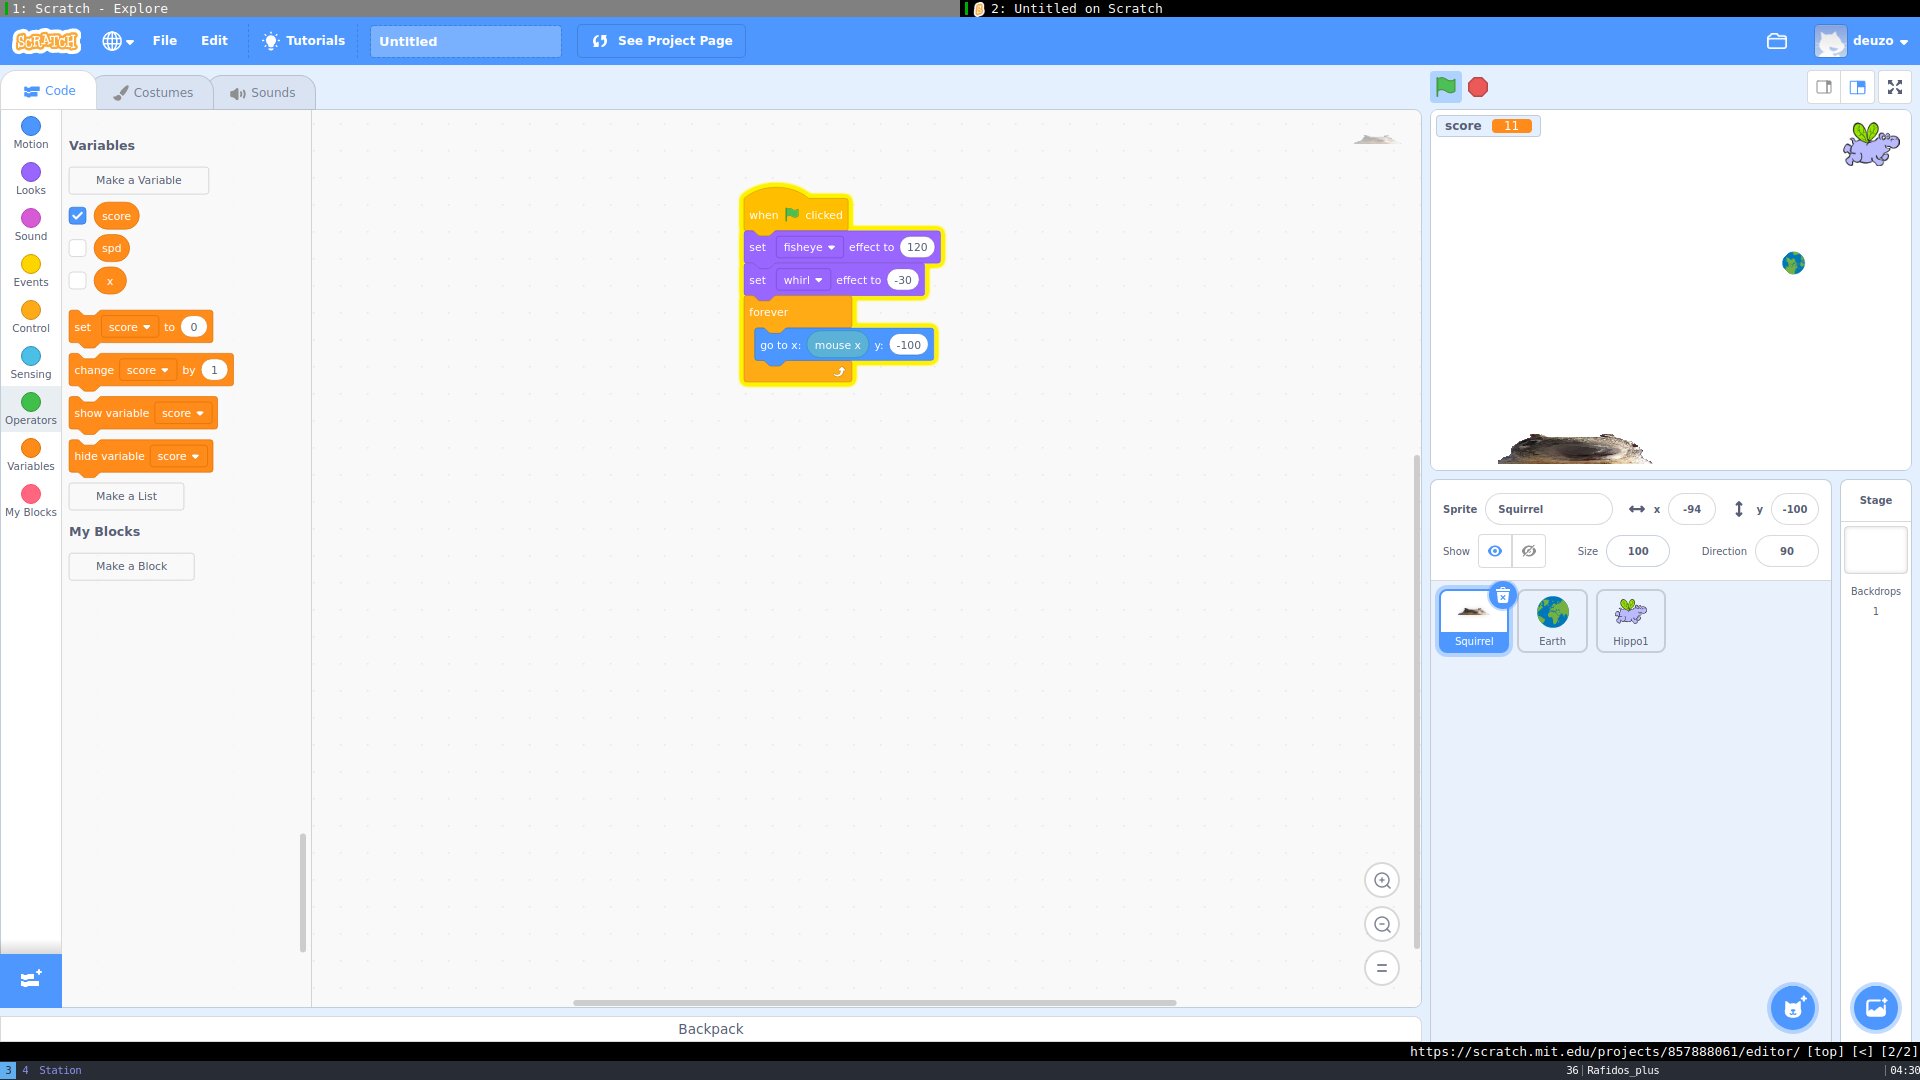 1: Scratch - Explore
2: Untitled on Scratch
SCRATCH
File
Edit
Tutorials
Untitled
See Project Page
deuzo
Code
Costumes
Sounds
Motion
Looks
Sound
Events
Control
Sensing
Operators
Variables
My Blocks
Variables
Make a Variable
score
spd
x
set score to 0
change score by 1
show variable score
hide variable score
Make a List
My Blocks
Make a Block
when clicked
set fisheye effect to 120
set whirl effect to -30
forever
go to x: mouse x y: -100
Backpack
score 11
Sprite Squirrel x -94 y -100
Show Size 100 Direction 90
Squirrel
Earth
Hippo1
Stage
Backdrops
1
https://scratch.mit.edu/projects/857888061/editor/ [top] [<] [2/2]
3 4 Station
36 Rafidos_plus 04:30